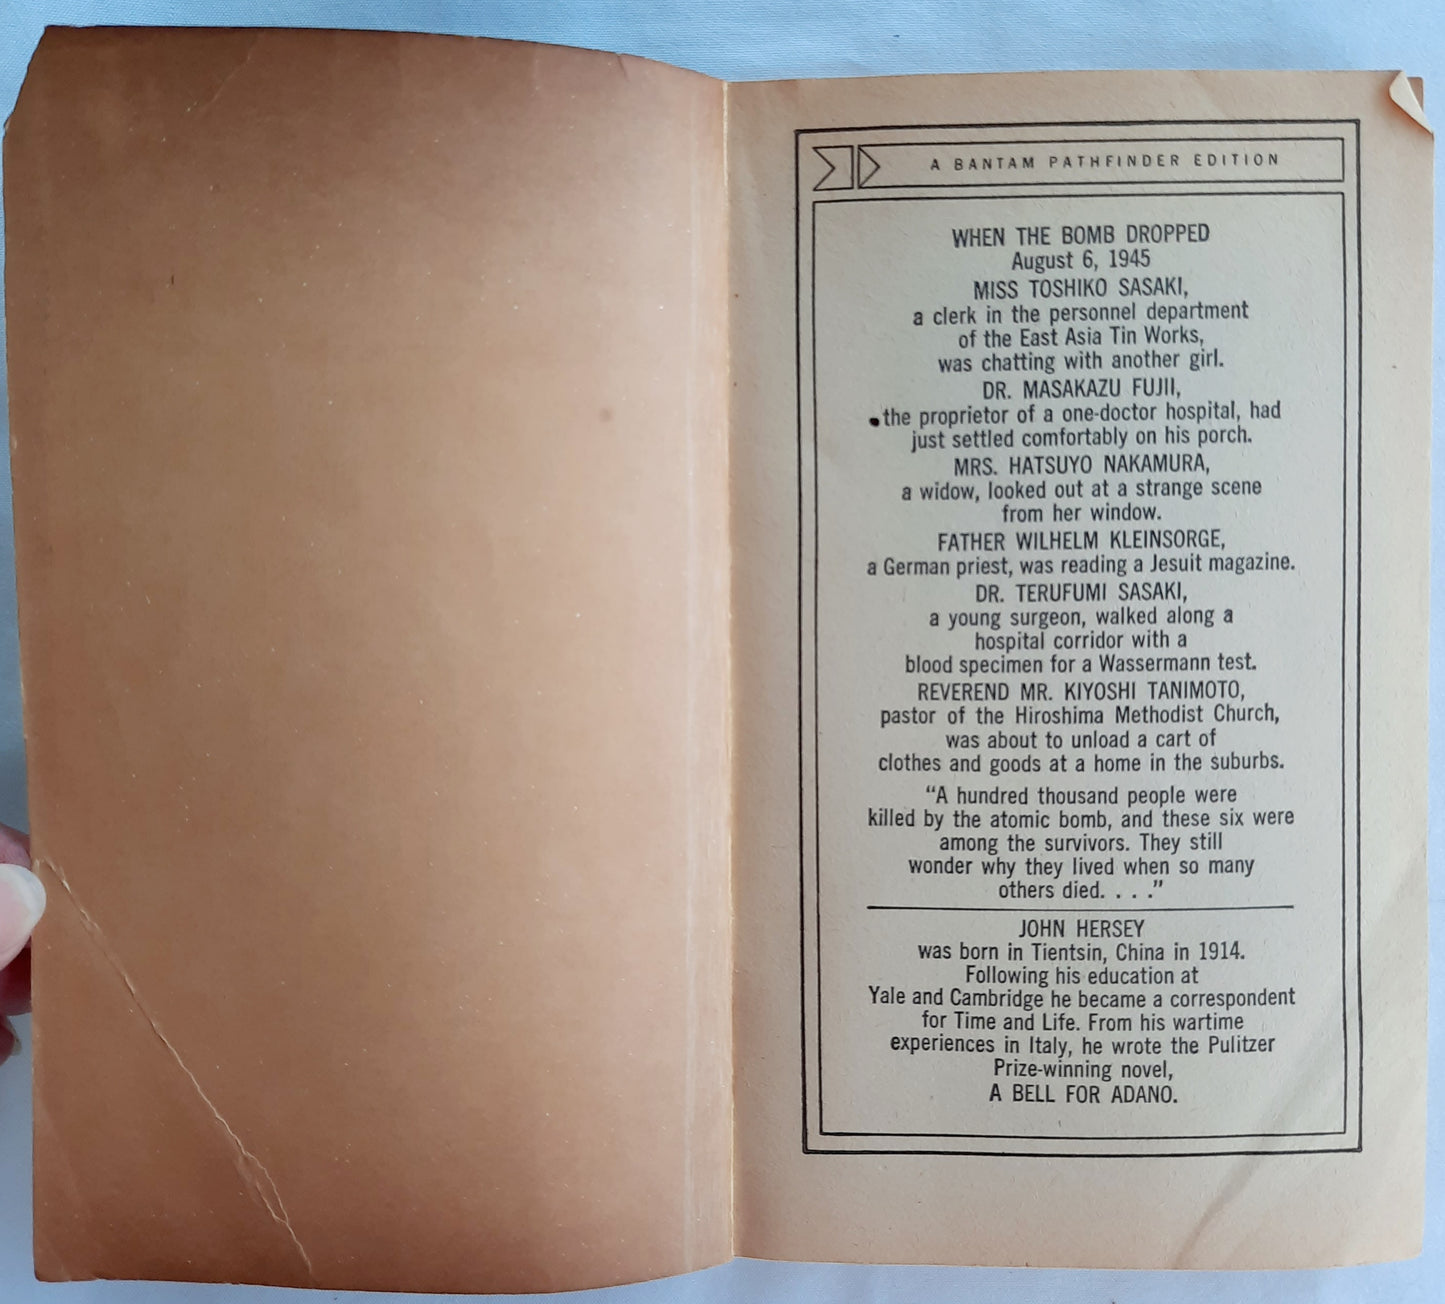 A BANTAM PATHFINDER EDITION
WHEN THE BOMB DROPPED
August 6, 1945
MISS TOSHIKO SASAKI,
a clerk in the personnel department
of the East Asia Tin Works,
was chatting with another girl.
DR. MASAKAZU FUJII,
the proprietor of a one-doctor hospital, had
just settled comfortably on his porch.
MRS. HATSUYO NAKAMURA,
a widow, looked out at a strange scene
from her window.
FATHER WILHELM KLEINSORGE,
a German priest, was reading a Jesuit magazine.
DR. TERUFUMI SASAKI,
a young surgeon, walked along a
hospital corridor with a
blood specimen for a Wassermann test.
REVEREND MR. KIYOSHI TANIMOTO,
pastor of the Hiroshima Methodist Church,
was about to unload a cart of
clothes and goods at a home in the suburbs.
“A hundred thousand people were
killed by the atomic bomb, and these six were
among the survivors. They still
wonder why they lived when so many
others died. . . .”
JOHN HERSEY
was born in Tientsin, China in 1914.
Following his education at
Yale and Cambridge he became a correspondent
for Time and Life. From his wartime
experiences in Italy, he wrote the Pulitzer
Prize-winning novel,
A BELL FOR ADANO.